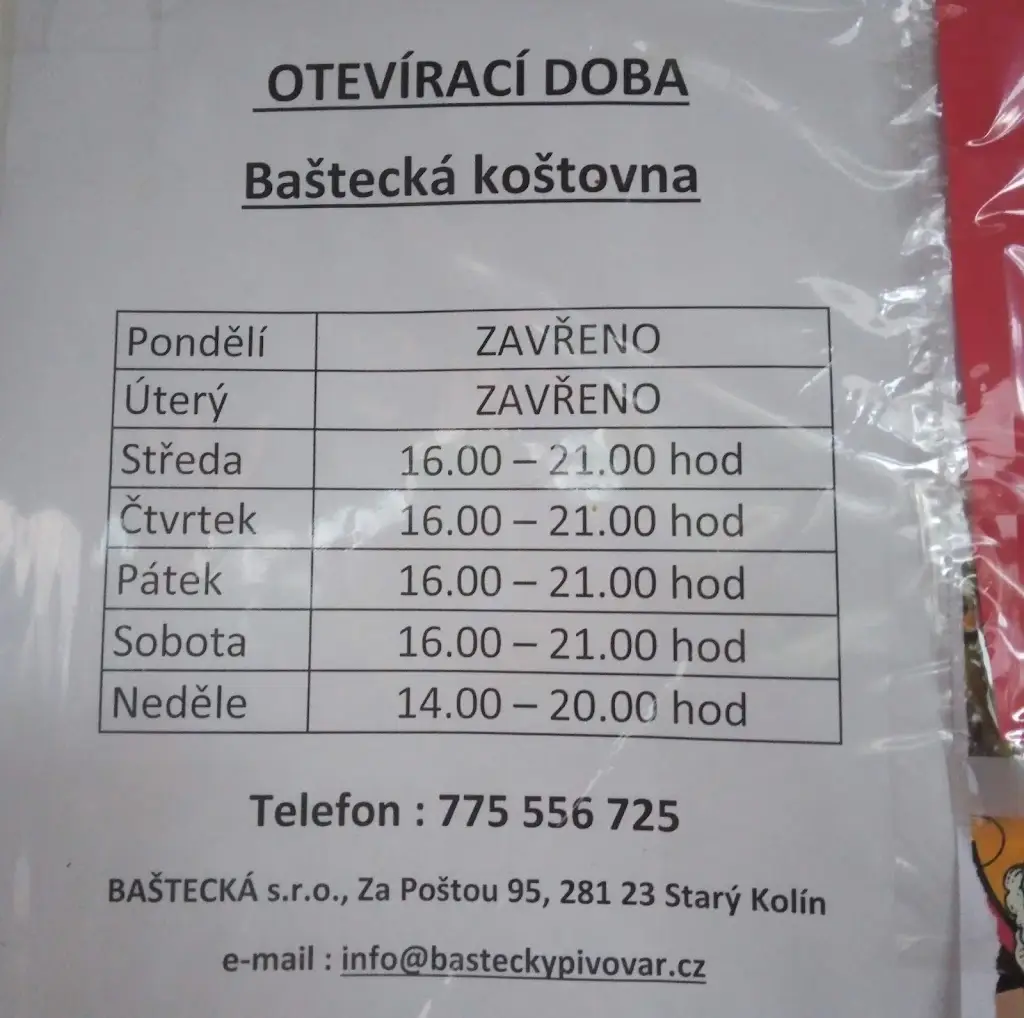 OTEVÍRACÍ DOBA
Baštecká koštovna
Pondělí ZAVŘENO
Úterý ZAVŘENO
Středa 16.00 – 21.00 hod
Čtvrtek 16.00 – 21.00 hod
Pátek 16.00 – 21.00 hod
Sobota 16.00 – 21.00 hod
Neděle 14.00 – 20.00 hod
Telefon : 775 556 725
BAŠTECKÁ s.r.o., Za Poštou 95, 281 23 Starý Kolín
e-mail : info@basteckypivovar.cz